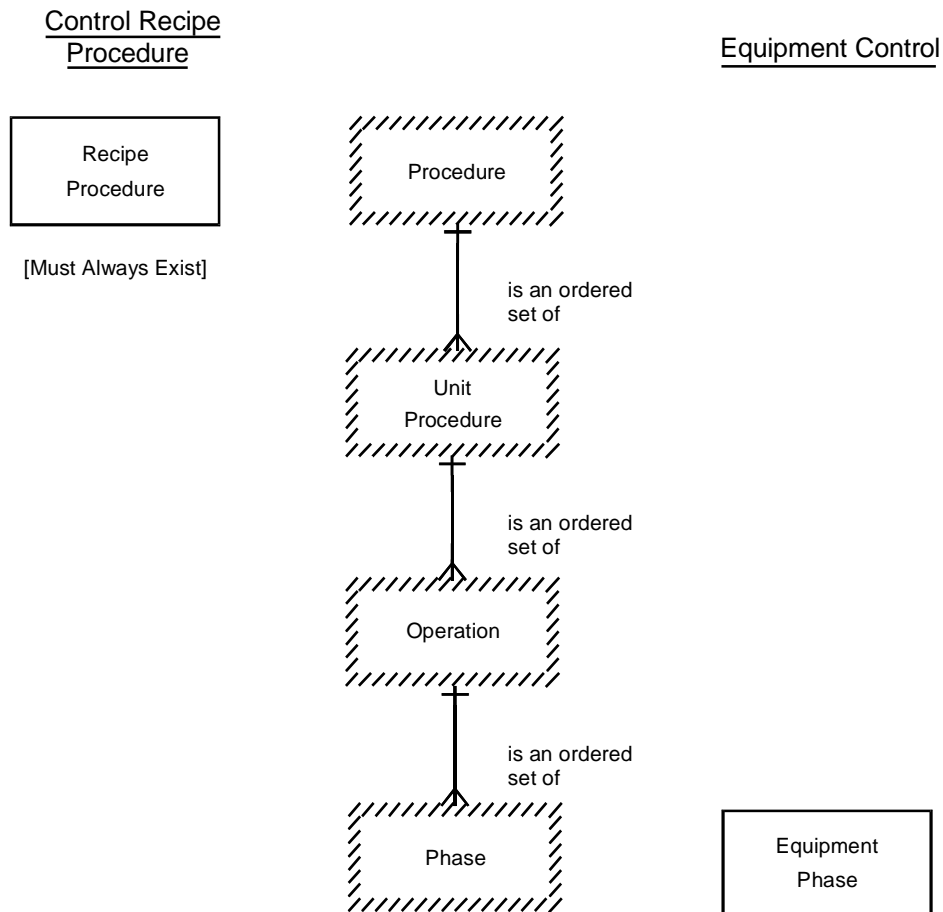 Control Recipe
Procedure
Equipment Control
Recipe
Procedure
Procedure
[Must Always Exist]
is an ordered
set of
Unit
Procedure
is an ordered
set of
Operation
is an ordered
set of
Phase
Equipment
Phase